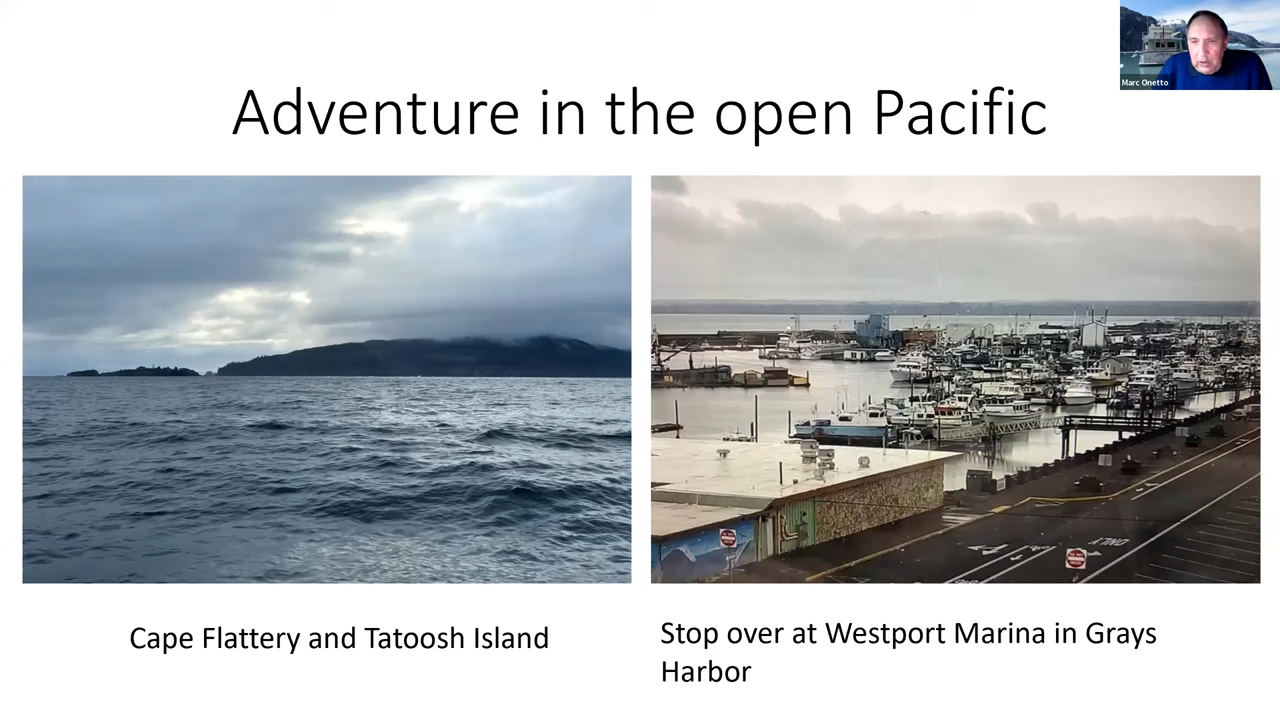 Marc Onetto
Adventure in the open Pacific
Cape Flattery and Tatoosh Island
Stop over at Westport Marina in Grays
Harbor
ONLY